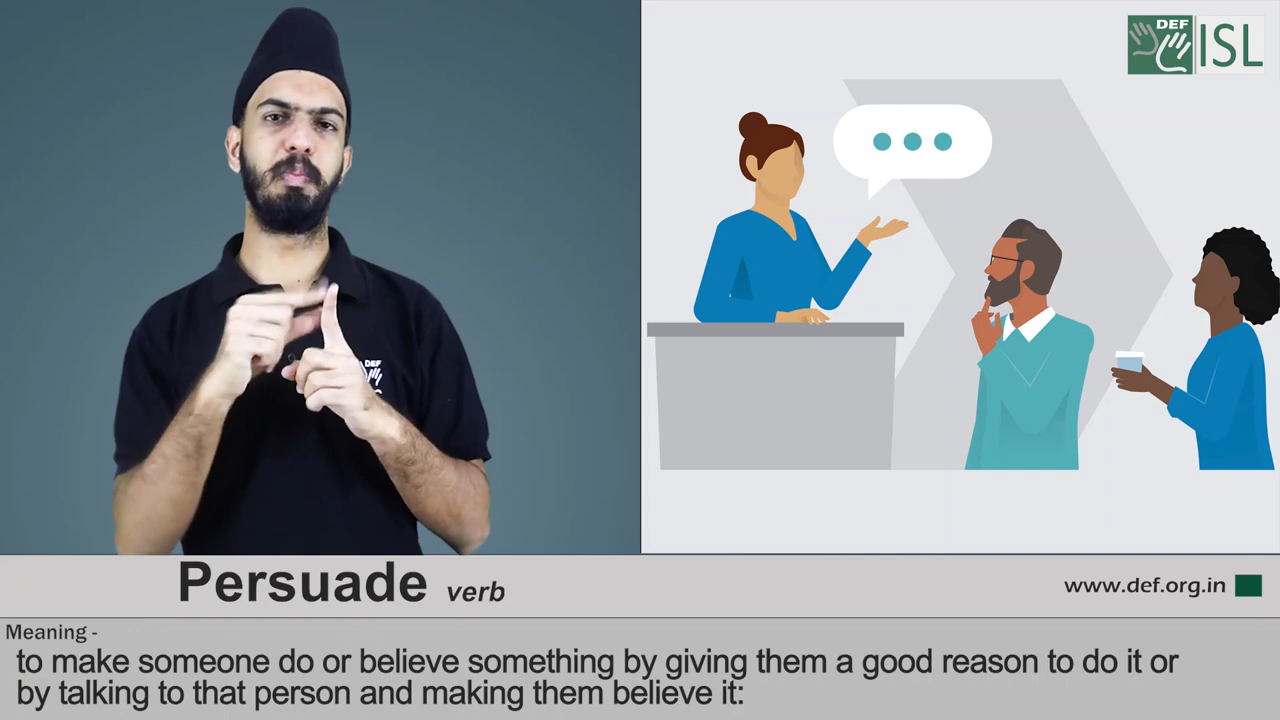 DEF
ISL
DEF
Persuade verb
www.def.org.in
Meaning -
to make someone do or believe something by giving them a good reason to do it or
by talking to that person and making them believe it: